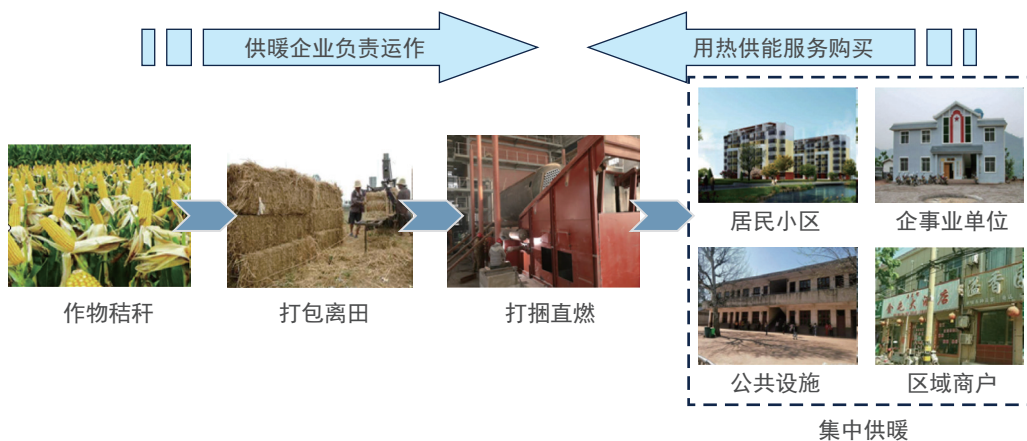 供暖企业负责运作
用热供能服务购买
居民小区
企事业单位
作物秸秆
打包离田
打捆直燃
公共设施
区域商户
集中供暖